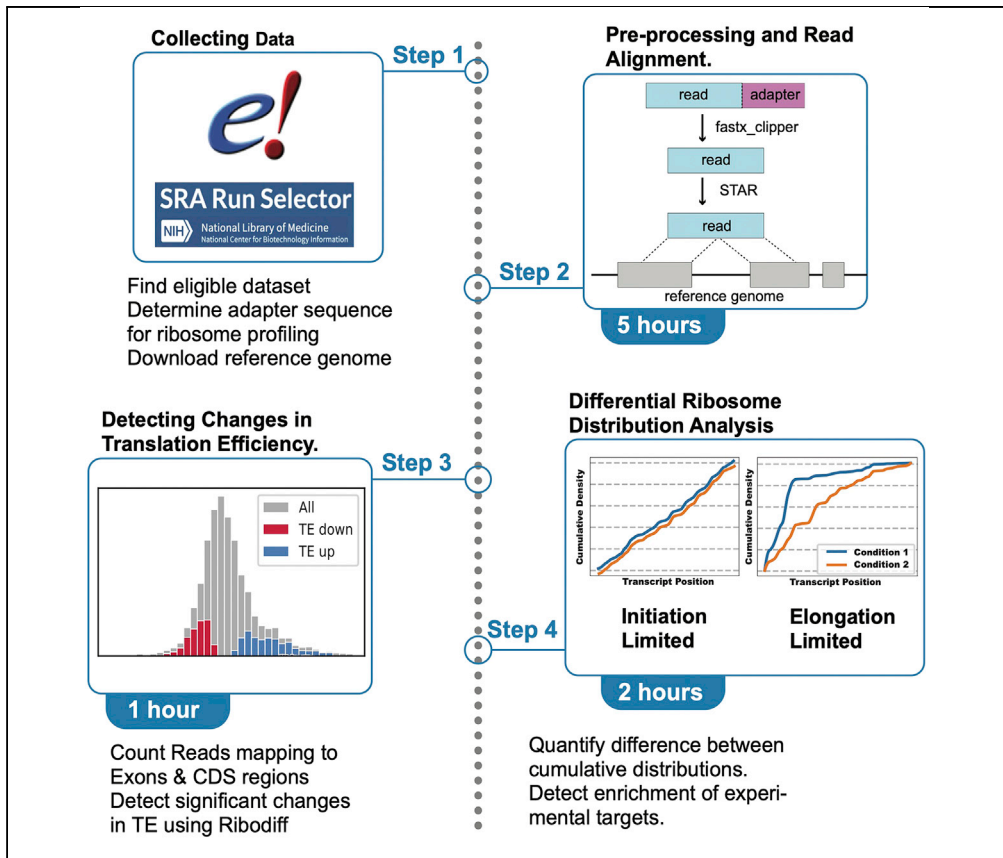 Collecting Data
Step 1
e!
SRA Run Selector
NIH
National Library of Medicine
National Center for Biotechnology Information
Find eligible dataset
Determine adapter sequence
for ribosome profiling
Download reference genome
Pre-processing and Read
Alignment.
read
adapter
fastx_clipper
read
STAR
read
reference genome
Step 2
5 hours
Detecting Changes in
Translation Efficiency.
Step 3
All
TE down
TE up
1 hour
Count Reads mapping to
Exons & CDS regions
Detect significant changes
in TE using Ribodiff
Differential Ribosome
Distribution Analysis
Cumulative Density
Transcript Position
Cumulative Density
Condition 1
Condition 2
Transcript Position
Initiation
Limited
Elongation
Limited
Step 4
2 hours
Quantify difference between
cumulative distributions.
Detect enrichment of experi-
mental targets.